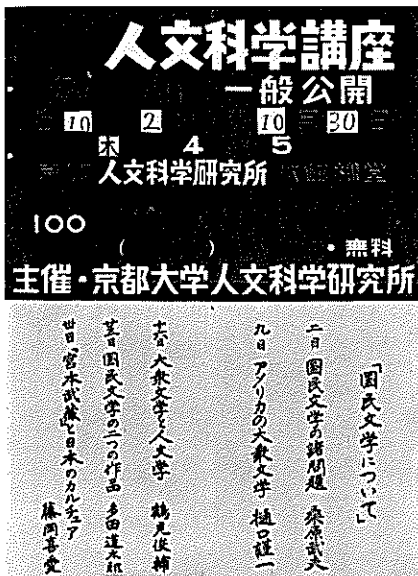 人文科学講座
一般公開
10 2 10 30
木 4 5
人文科学研究所
100
( ) ・無料
主催・京都大学人文科学研究所
「国民文学について」
二日 国民文学の諸問題 桑原武夫
九日 アメリカの大衆文学 樋口謹一
十六日 大衆文学と人文学 鶴見俊輔
廿三日 国民文学の二つの作品 多田道太郎
卅日 「宮本武蔵」と日本のカルチュア 藤岡喜愛